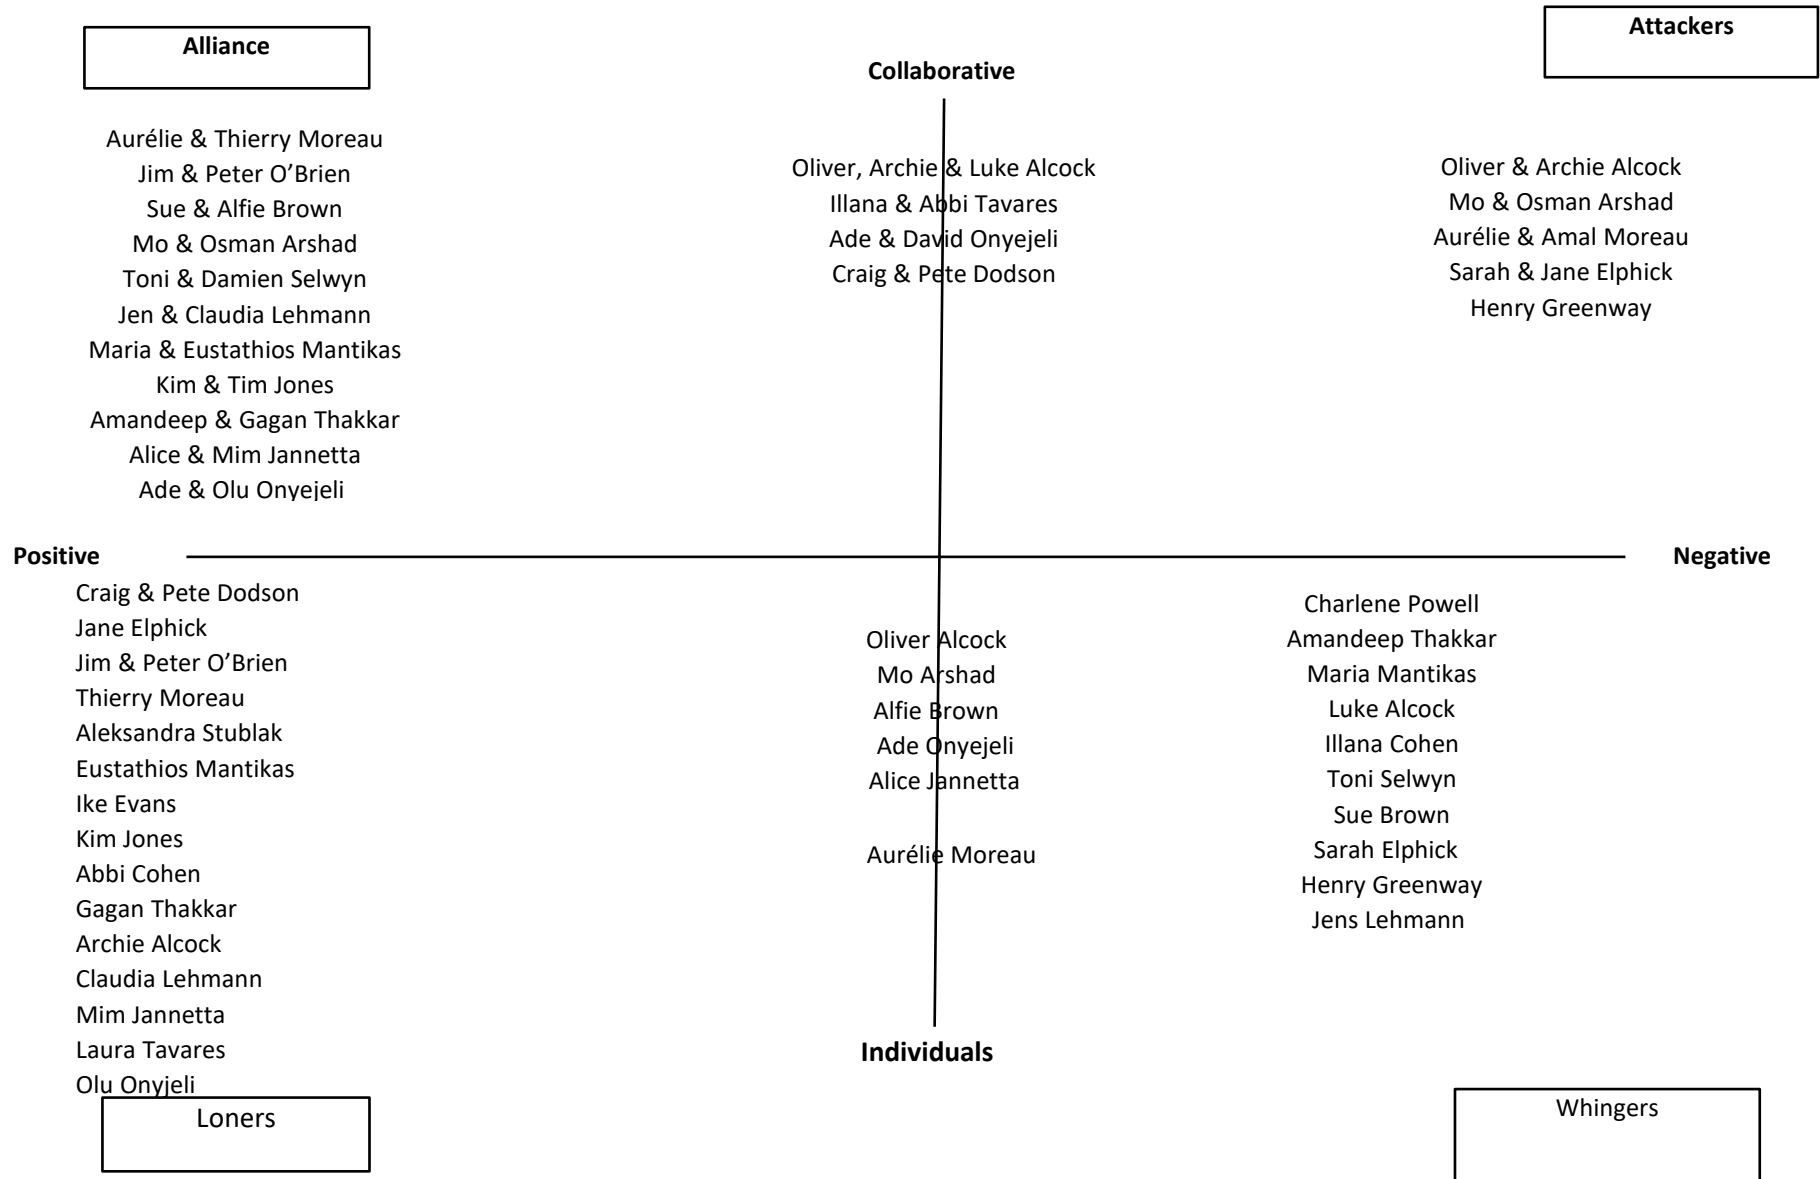 Alliance
Attackers
Collaborative
Aurélie & Thierry Moreau
Jim & Peter O’Brien
Sue & Alfie Brown
Mo & Osman Arshad
Toni & Damien Selwyn
Jen & Claudia Lehmann
Maria & Eustathios Mantikas
Kim & Tim Jones
Amandeep & Gagan Thakkar
Alice & Mim Jannetta
Ade & Olu Onyejeli
Oliver, Archie & Luke Alcock
Illana & Abbi Tavares
Ade & David Onyejeli
Craig & Pete Dodson
Oliver & Archie Alcock
Mo & Osman Arshad
Aurélie & Amal Moreau
Sarah & Jane Elphick
Henry Greenway
Positive
Negative
Craig & Pete Dodson
Jane Elphick
Jim & Peter O’Brien
Thierry Moreau
Aleksandra Stublak
Eustathios Mantikas
Ike Evans
Kim Jones
Abbi Cohen
Gagan Thakkar
Archie Alcock
Claudia Lehmann
Mim Jannetta
Laura Tavares
Olu Onyjeli
Oliver Alcock
Mo Arshad
Alfie Brown
Ade Onyejeli
Alice Jannetta
Aurélie Moreau
Charlene Powell
Amandeep Thakkar
Maria Mantikas
Luke Alcock
Illana Cohen
Toni Selwyn
Sue Brown
Sarah Elphick
Henry Greenway
Jens Lehmann
Individuals
Loners
Whingers